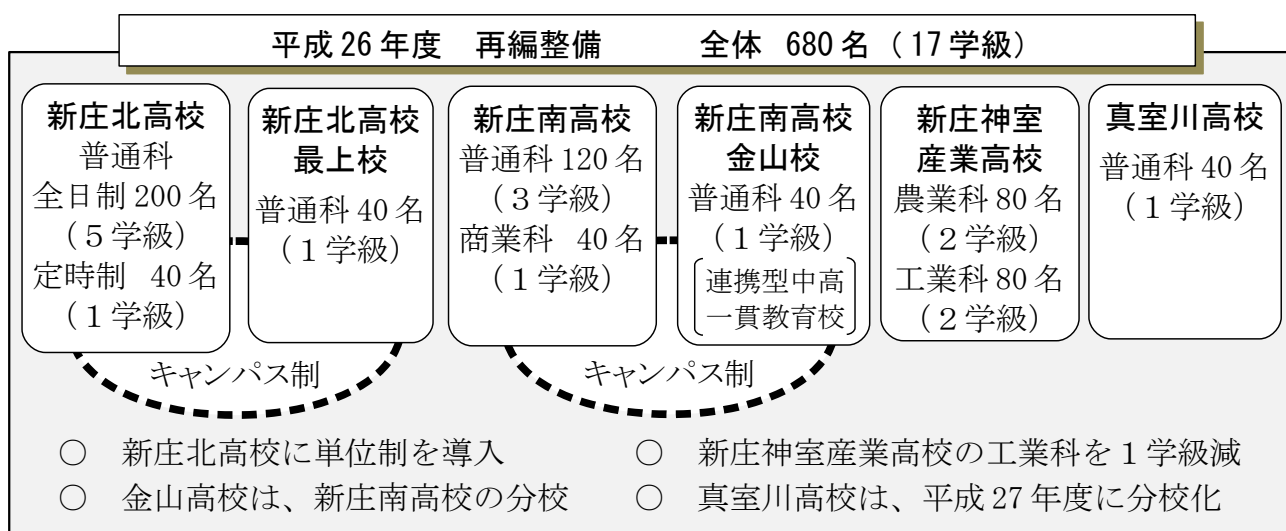 平成26年度 再編整備 全体 680名（17学級）
新庄北高校
普通科
全日制200名
（５学級）
定時制 40名
（１学級）
新庄北高校
最上校
普通科40名
（１学級）
新庄南高校
普通科120名
（３学級）
商業科 40名
（１学級）
新庄南高校
金山校
普通科40名
（１学級）
連携型中高
一貫教育校
新庄神室
産業高校
農業科80名
（２学級）
工業科80名
（２学級）
真室川高校
普通科40名
（１学級）
キャンパス制
キャンパス制
○ 新庄北高校に単位制を導入
○ 新庄神室産業高校の工業科を１学級減
○ 金山高校は、新庄南高校の分校
○ 真室川高校は、平成27年度に分校化